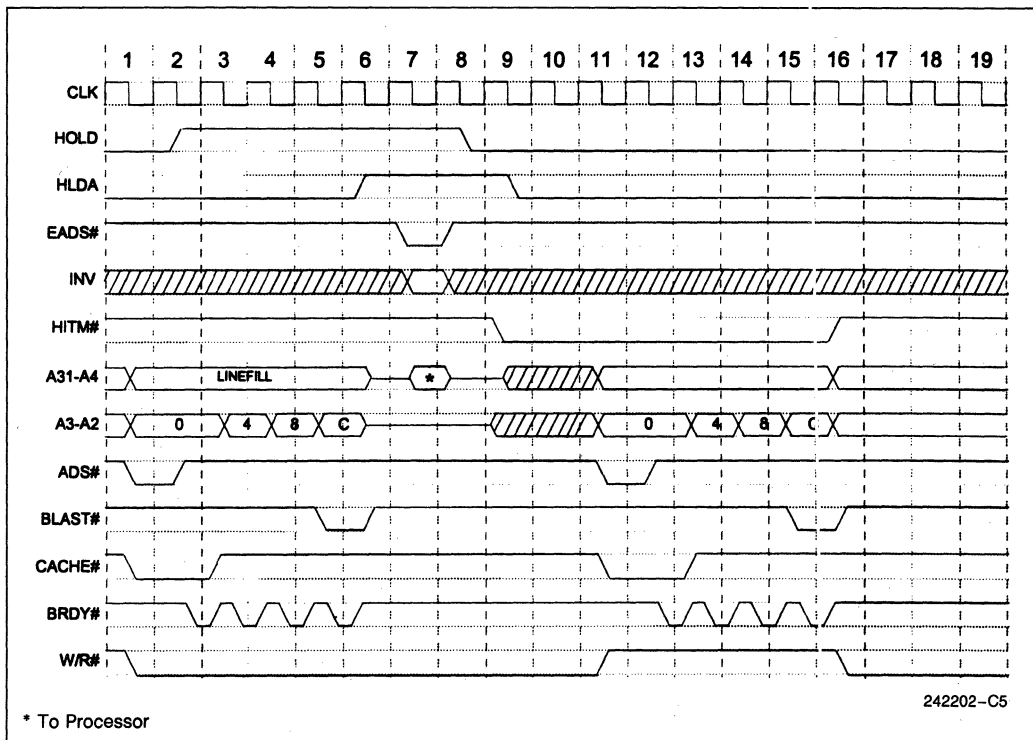 1 2 3 4 5 6 7 8 9 10 11 12 13 14 15 16 17 18 19
CLK
HOLD
HLDA
EADS#
INV
HITM#
A31-A4 LINEFILL *
A3-A2 0 4 8 C 0 4 8 C
ADS#
BLAST#
CACHE#
BRDY#
W/R#
242202-C5
* To Processor